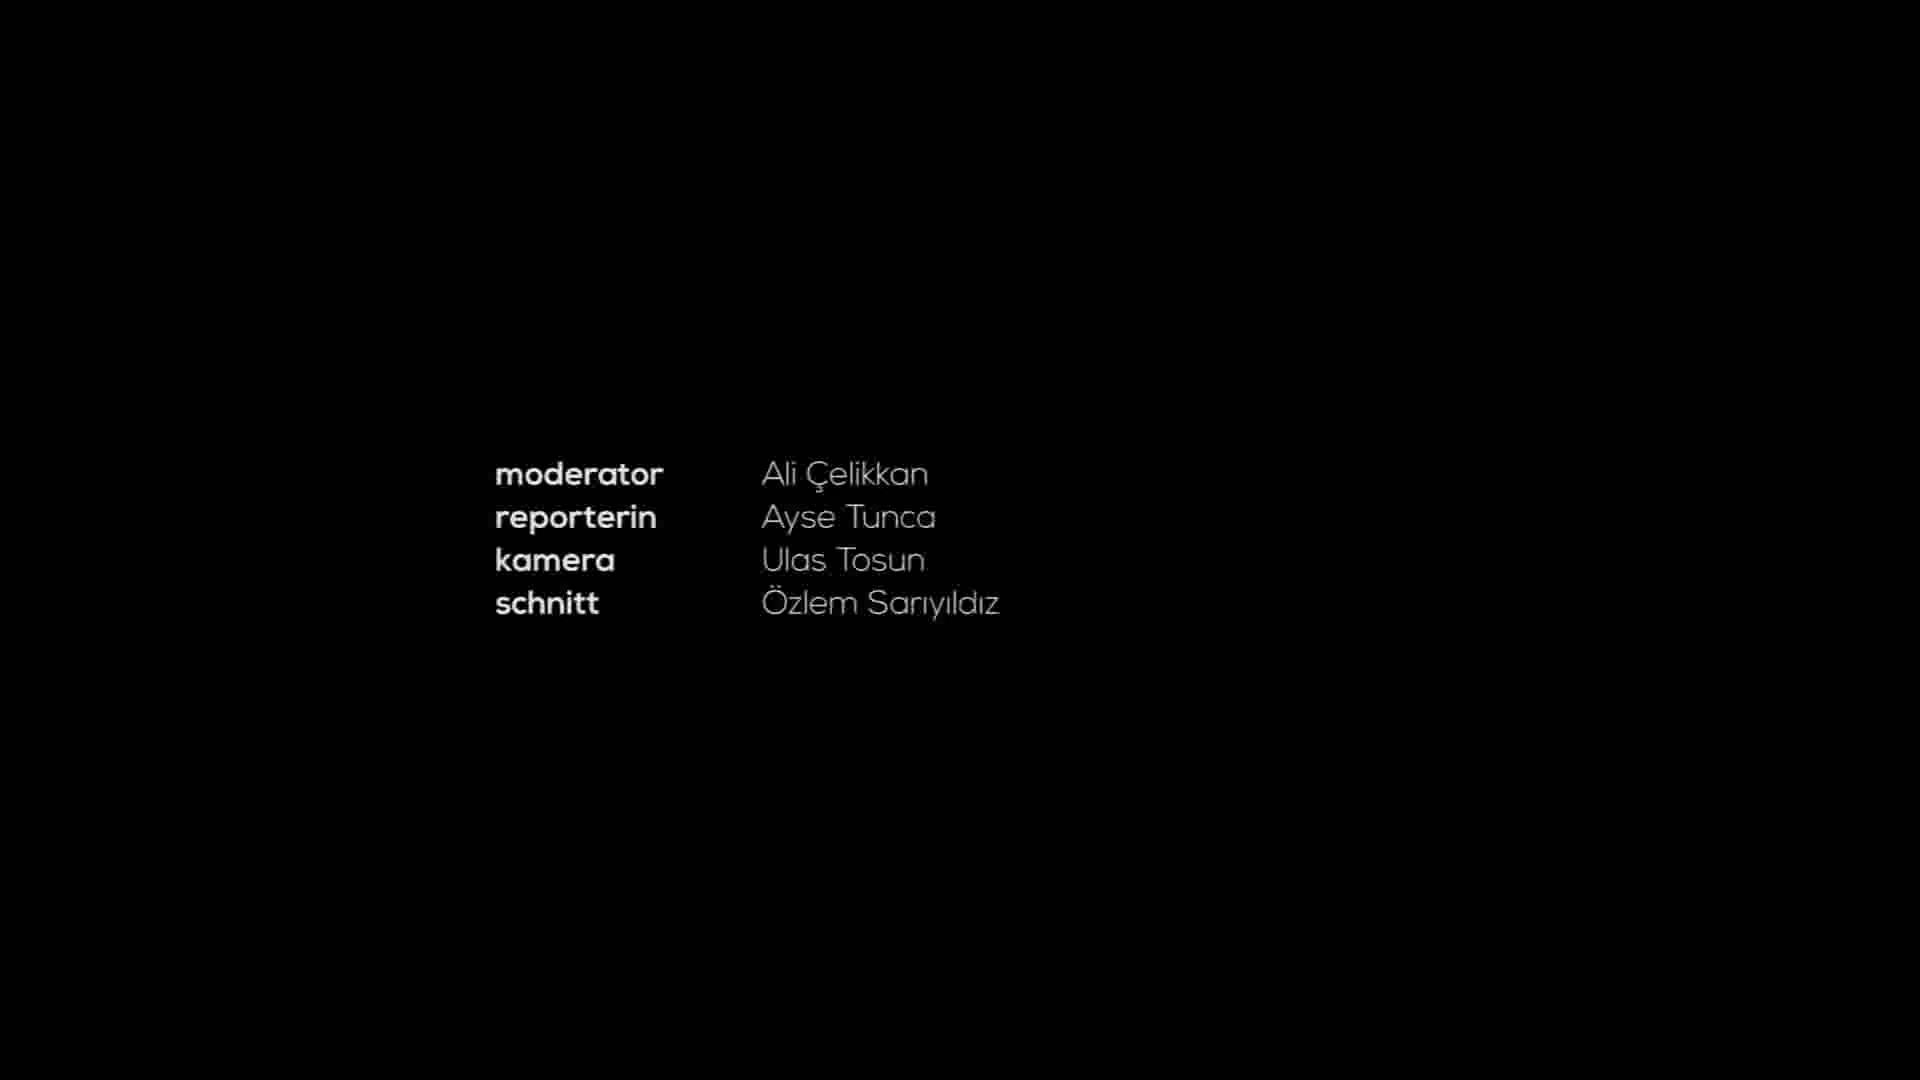 moderator Ali Çelikkan
reporterin Ayse Tunca
kamera Ulas Tosun
schnitt Özlem Sarıyıldız